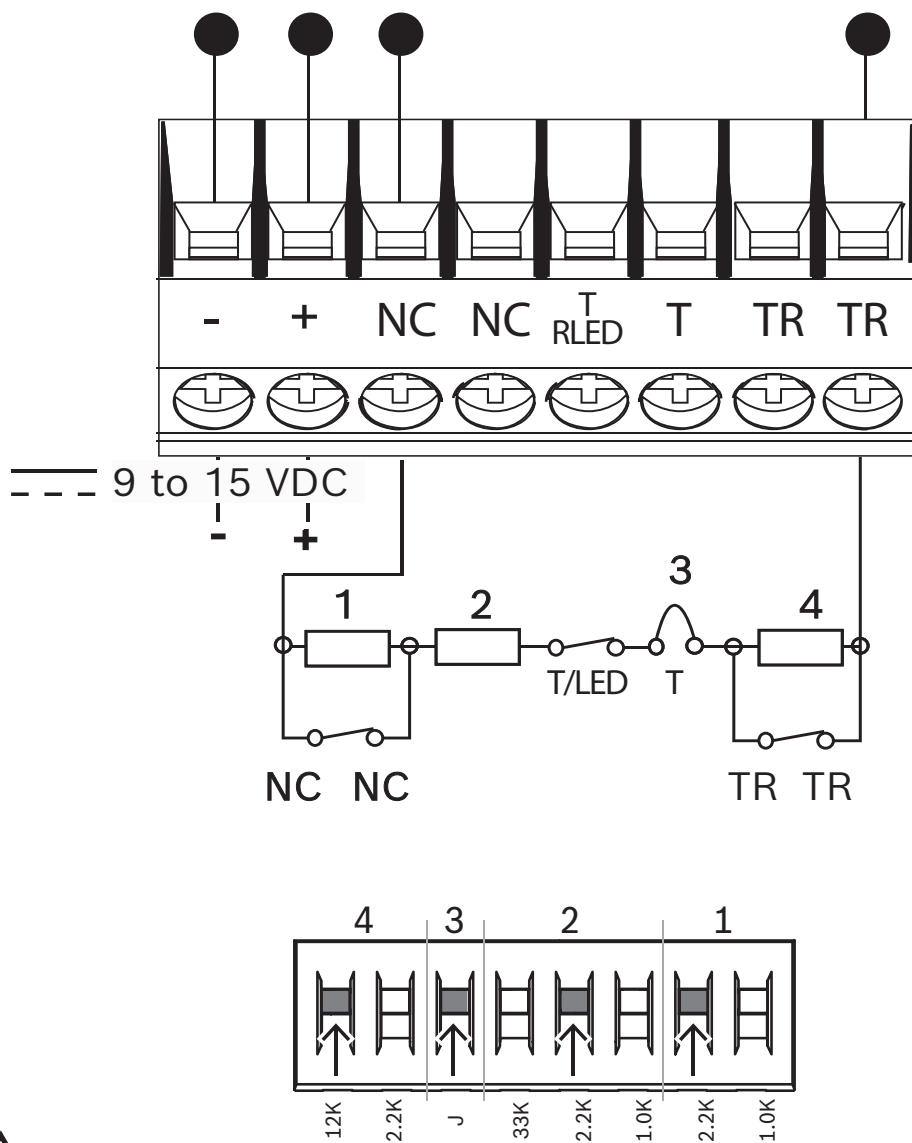 - + NC NC T RLED T TR TR
9 to 15 VDC
- +
3
1 2 4
T/LED T
NC NC TR TR
4 3 2 1
12K 2.2K J 33K 2.2K 1.0K 2.2K 1.0K